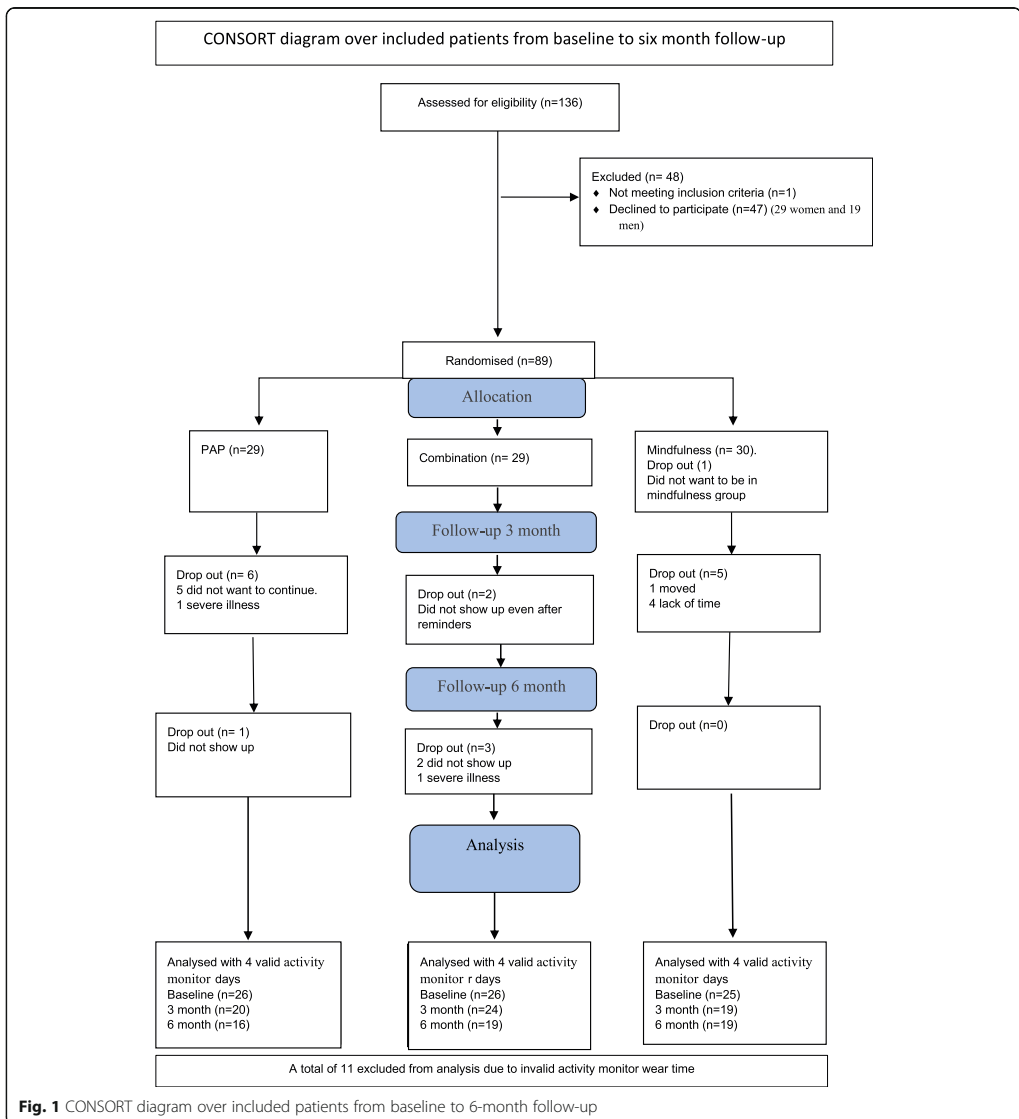 CONSORT diagram over included patients from baseline to six month follow-up
Assessed for eligibility (n=136)
Excluded (n= 48)
♦ Not meeting inclusion criteria (n=1)
♦ Declined to participate (n=47) (29 women and 19
men)
Randomised (n=89)
Allocation
PAP (n=29)
Combination (n= 29)
Mindfulness (n= 30).
Drop out (1)
Did not want to be in
mindfulness group
Follow-up 3 month
Drop out (n= 6)
5 did not want to continue.
1 severe illness
Drop out (n=2)
Did not show up even after
reminders
Drop out (n=5)
1 moved
4 lack of time
Follow-up 6 month
Drop out (n= 1)
Did not show up
Drop out (n=3)
2 did not show up
1 severe illness
Drop out (n=0)
Analysis
Analysed with 4 valid activity
monitor days
Baseline (n=26)
3 month (n=20)
6 month (n=16)
Analysed with 4 valid activity
monitor r days
Baseline (n=26)
3 month (n=24)
6 month (n=19)
Analysed with 4 valid activity
monitor days
Baseline (n=25)
3 month (n=19)
6 month (n=19)
A total of 11 excluded from analysis due to invalid activity monitor wear time
Fig. 1 CONSORT diagram over included patients from baseline to 6-month follow-up